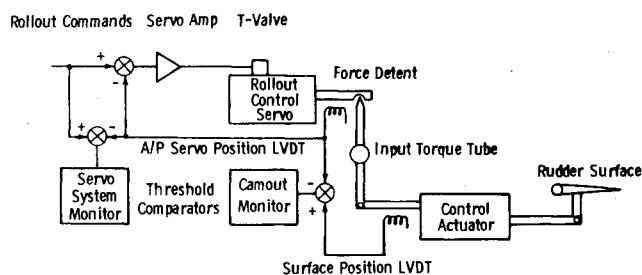 Rollout Commands Servo Amp T-Valve
Force Detent
Rollout
Control
Servo
+
-
+
-
A/P Servo Position LVDT
Input Torque Tube
Rudder Surface
Servo
System
Monitor
Threshold
Comparators
Camout
Monitor
-
+
Control
Actuator
Surface Position LVDT